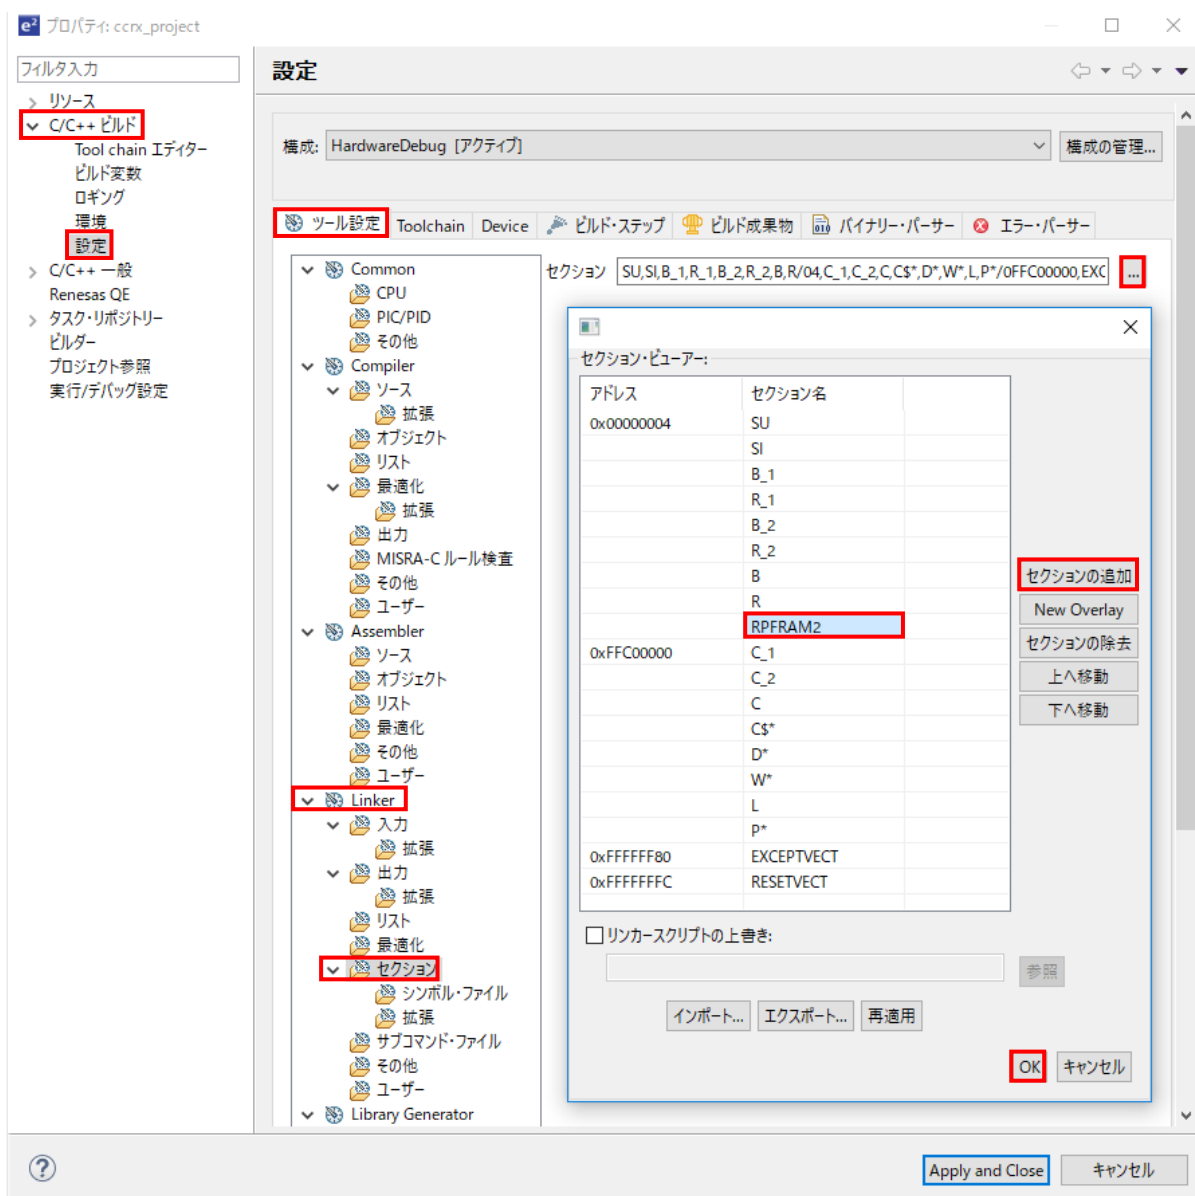 e² プロパティ: ccrx_project
フィルタ入力
リソース
C/C++ ビルド
Tool chain エディター
ビルド変数
ロギング
環境
設定
C/C++ 一般
Renesas QE
タスク・リポジトリー
ビルダー
プロジェクト参照
実行/デバッグ設定
設定
構成: HardwareDebug [アクティブ] 構成の管理...
ツール設定 Toolchain Device ビルド・ステップ ビルド成果物 バイナリー・パーサー エラー・パーサー
Common
CPU
PIC/PID
その他
Compiler
ソース
拡張
オブジェクト
リスト
最適化
拡張
出力
MISRA-C ルール検査
その他
ユーザー
Assembler
ソース
オブジェクト
リスト
最適化
その他
ユーザー
Linker
入力
拡張
出力
拡張
リスト
最適化
セクション
シンボル・ファイル
拡張
サブコマンド・ファイル
その他
ユーザー
Library Generator
セクション SU,SI,B_1,R_1,B_2,R_2,B,R/04,C_1,C_2,C,C$*,D*,W*,L,P*/0FFC00000,EXC ...
セクション・ビューアー:
アドレス セクション名
0x00000004 SU
SI
B_1
R_1
B_2
R_2
B
R
RPFRAM2
0xFFC00000 C_1
C_2
C
C$*
D*
W*
L
P*
0xFFFFFF80 EXCEPTVECT
0xFFFFFFFC RESETVECT
セクションの追加
New Overlay
セクションの除去
上へ移動
下へ移動
リンカースクリプトの上書き:
参照
インポート... エクスポート... 再適用
OK キャンセル
? Apply and Close キャンセル